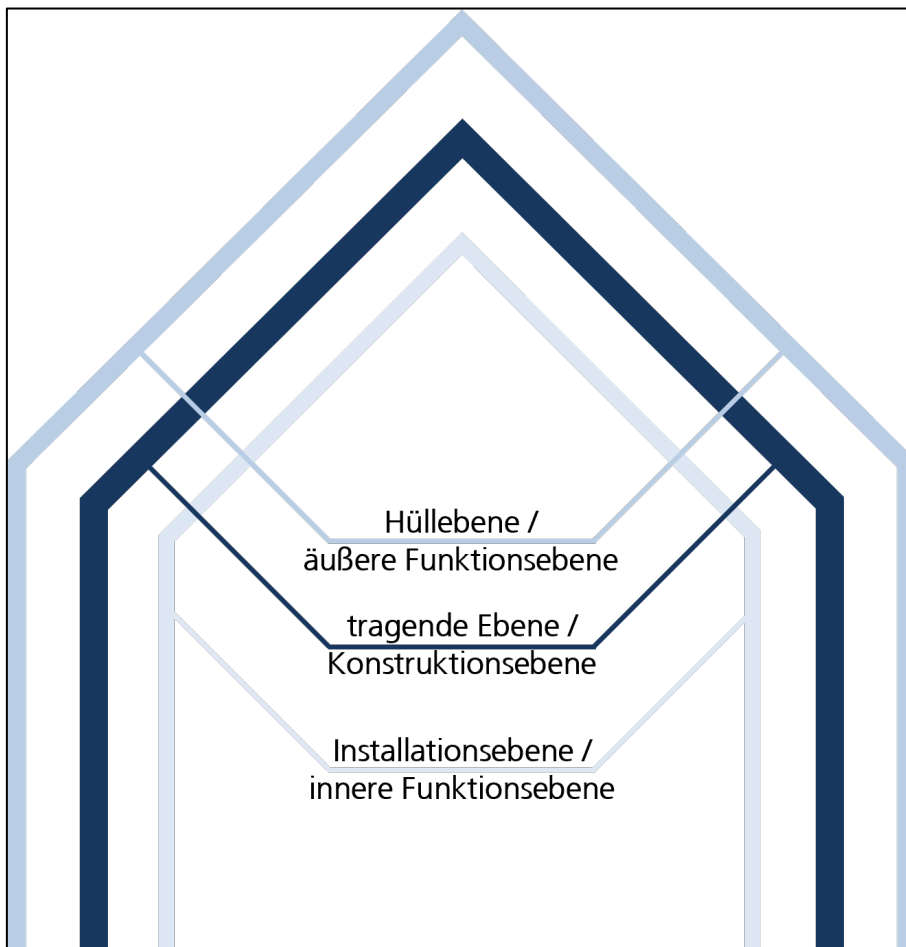 Hüllebene /
äußere Funktionsebene
tragende Ebene /
Konstruktionsebene
Installationsebene /
innere Funktionsebene